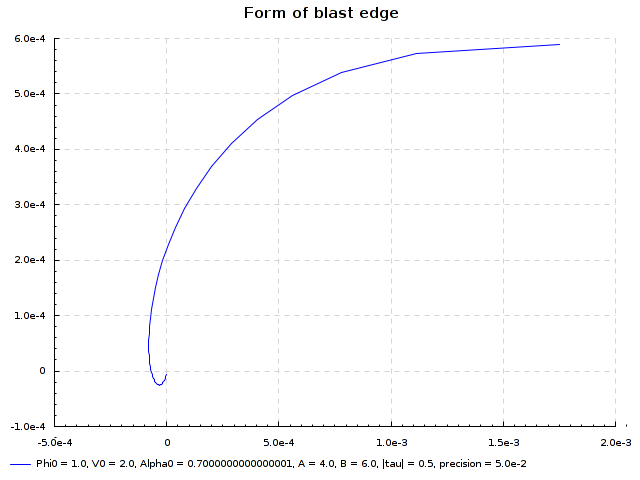 Form of blast edge
6.0e-4
5.0e-4
4.0e-4
3.0e-4
2.0e-4
1.0e-4
0
-1.0e-4
-5.0e-4 0 5.0e-4 1.0e-3 1.5e-3 2.0e-3
Phi0 = 1.0, V0 = 2.0, Alpha0 = 0.7000000000000001, A = 4.0, B = 6.0, |tau| = 0.5, precision = 5.0e-2